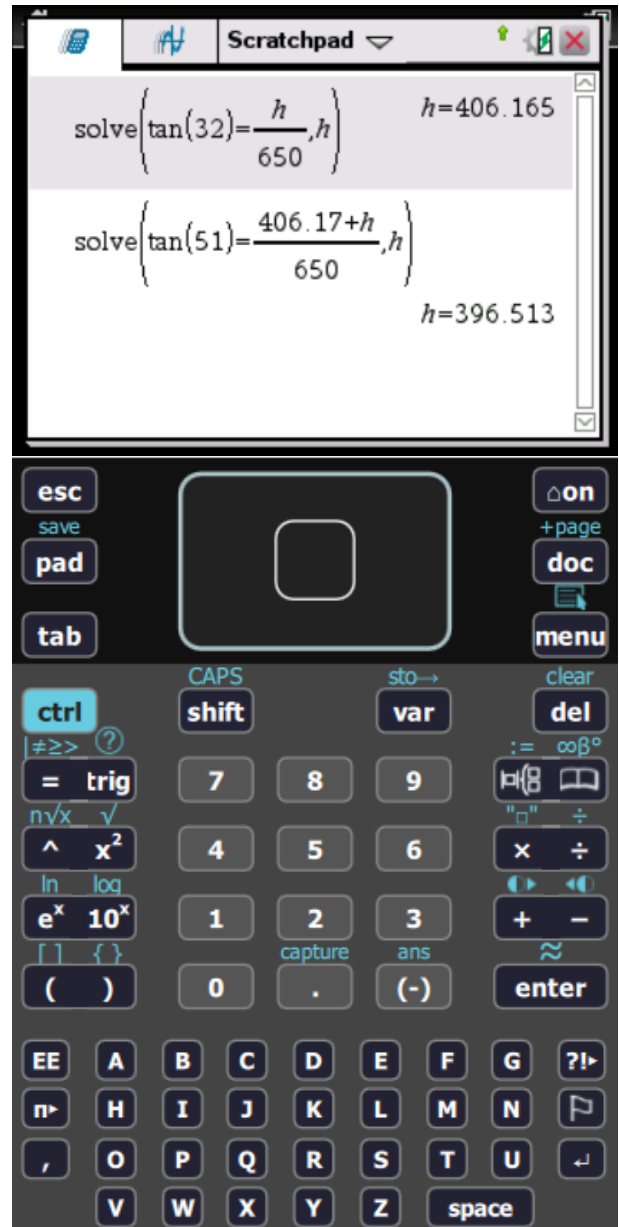 Scratchpad
solve(tan(32)=h/650,h) h=406.165
solve(tan(51)=(406.17+h)/650,h)
h=396.513
esc ⌂on
save +page
pad doc
tab menu
CAPS sto→ clear
ctrl shift var del
|≠≥> ? := ∞β°
= trig 7 8 9
n√x √ "□" ÷
^ x² 4 5 6 × ÷
ln log
eˣ 10ˣ 1 2 3 + −
[ ] { } capture ans ≈
( ) 0 . (-) enter
EE A B C D E F G ?!▸
π▸ H I J K L M N
, O P Q R S T U ↵
V W X Y Z space